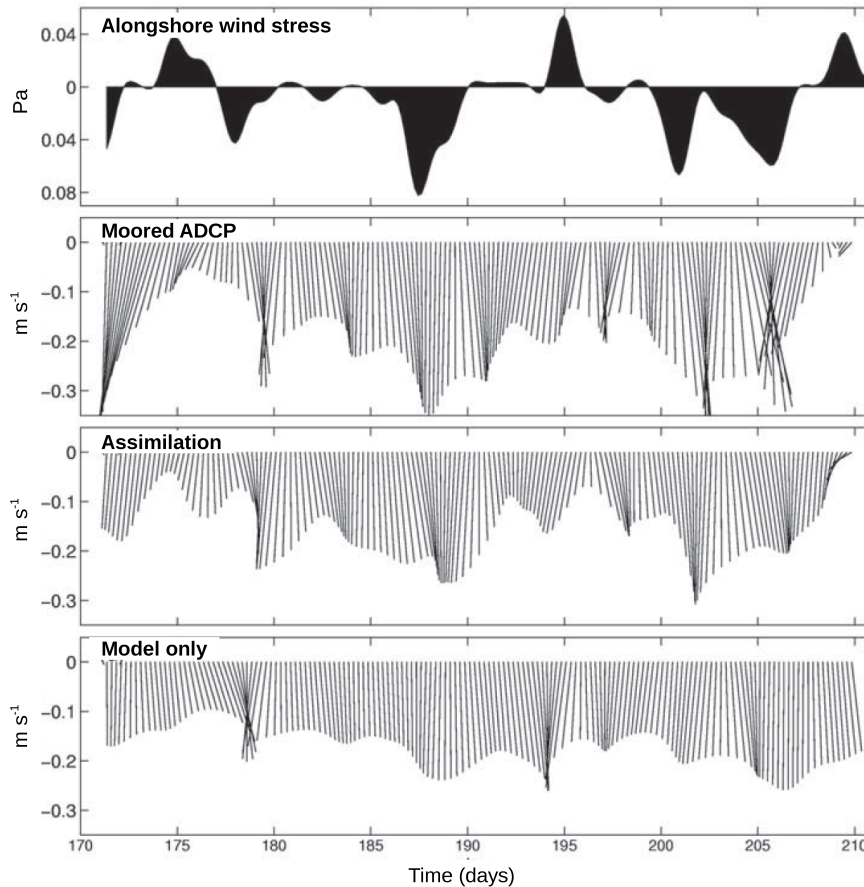 Alongshore wind stress
0.04
0
0.04
0.08
Pa
Moored ADCP
0
−0.1
−0.2
−0.3
m s-1
Assimilation
0
−0.1
−0.2
−0.3
m s-1
Model only
0
−0.1
−0.2
−0.3
m s-1
170 175 180 185 190 195 200 205 210
Time (days)